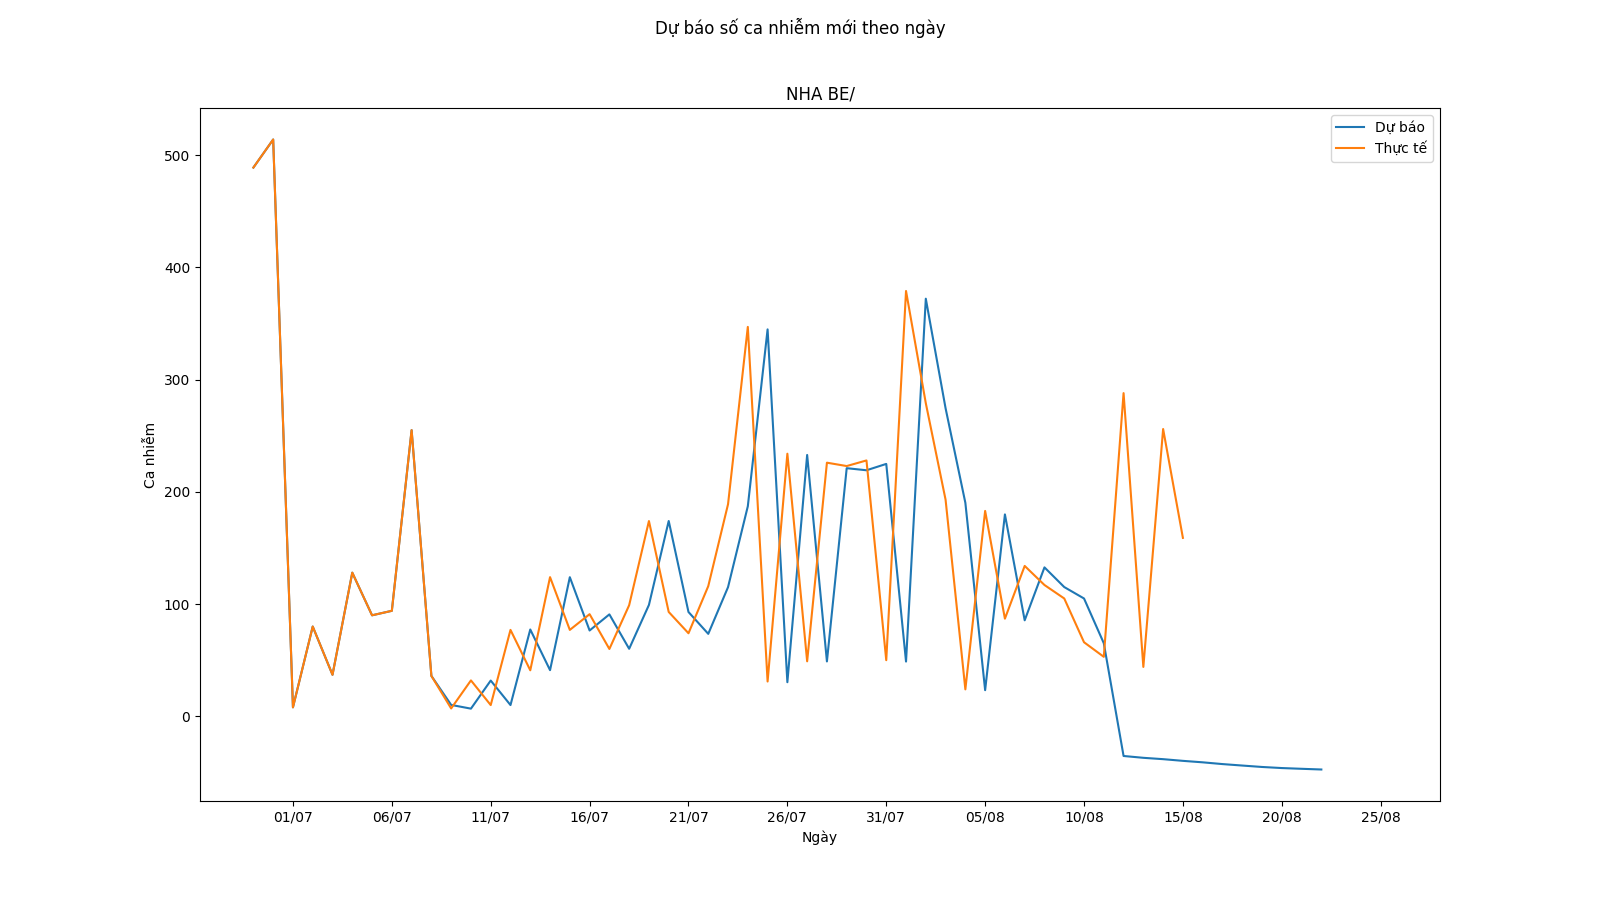 Dự báo số ca nhiễm mới theo ngày
NHA BE/
Dự báo
Thực tế
500
400
300
200
100
0
Ca nhiễm
01/07 06/07 11/07 16/07 21/07 26/07 31/07 05/08 10/08 15/08 20/08 25/08
Ngày